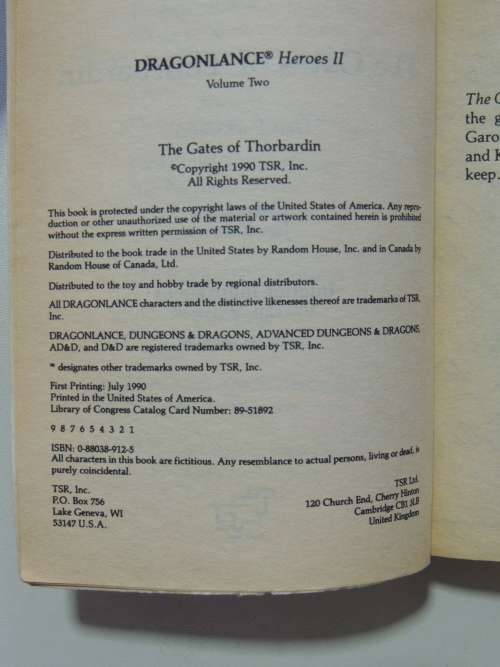 DRAGONLANCE® Heroes II
Volume Two
The Gates of Thorbardin
©Copyright 1990 TSR, Inc.
All Rights Reserved.
This book is protected under the copyright laws of the United States of America. Any repro-
duction or other unauthorized use of the material or artwork contained herein is prohibited
without the express written permission of TSR, Inc.
Distributed to the book trade in the United States by Random House, Inc. and in Canada by
Random House of Canada, Ltd.
Distributed to the toy and hobby trade by regional distributors.
All DRAGONLANCE characters and the distinctive likenesses thereof are trademarks of TSR,
Inc.
DRAGONLANCE, DUNGEONS & DRAGONS, ADVANCED DUNGEONS & DRAGONS,
AD&D, and D&D are registered trademarks owned by TSR, Inc.
™ designates other trademarks owned by TSR, Inc.
First Printing: July 1990
Printed in the United States of America.
Library of Congress Catalog Card Number: 89-51892
9 8 7 6 5 4 3 2 1
ISBN: 0-88038-912-5
All characters in this book are fictitious. Any resemblance to actual persons, living or dead, is
purely coincidental.
TSR, Inc.
P.O. Box 756
Lake Geneva, WI
53147 U.S.A.
TSR Ltd.
120 Church End, Cherry Hinton
Cambridge CB1 3LB
United Kingdom
The G
the g
Garo
and K
keep.